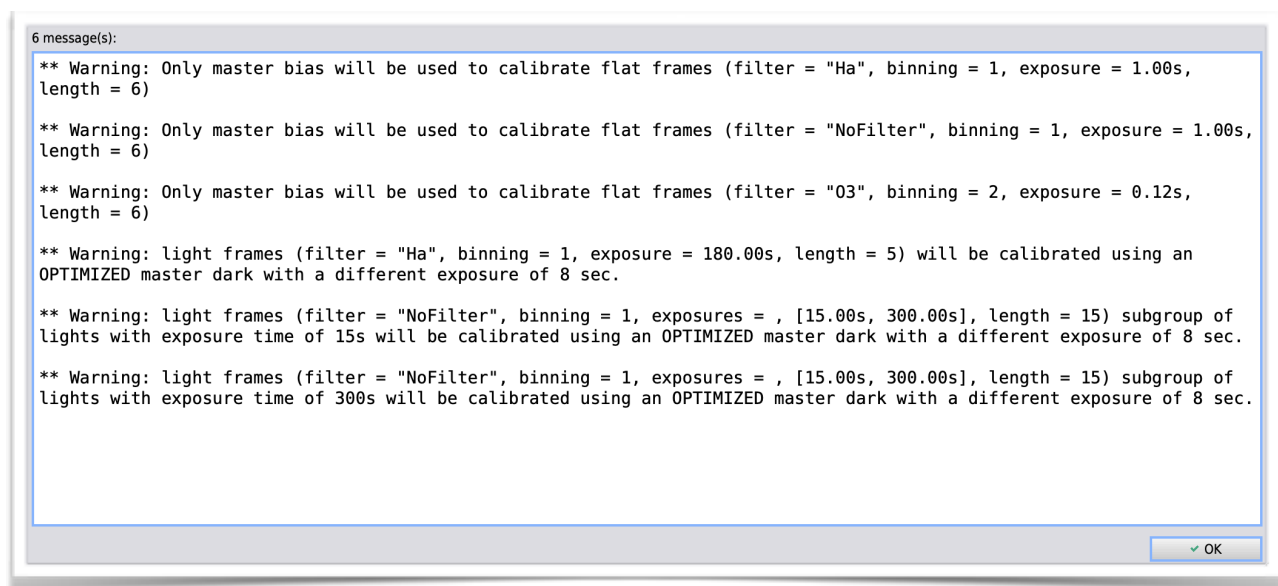 6 message(s):
** Warning: Only master bias will be used to calibrate flat frames (filter = "Ha", binning = 1, exposure = 1.00s,
length = 6)
** Warning: Only master bias will be used to calibrate flat frames (filter = "NoFilter", binning = 1, exposure = 1.00s,
length = 6)
** Warning: Only master bias will be used to calibrate flat frames (filter = "O3", binning = 2, exposure = 0.12s,
length = 6)
** Warning: light frames (filter = "Ha", binning = 1, exposure = 180.00s, length = 5) will be calibrated using an
OPTIMIZED master dark with a different exposure of 8 sec.
** Warning: light frames (filter = "NoFilter", binning = 1, exposures = , [15.00s, 300.00s], length = 15) subgroup of
lights with exposure time of 15s will be calibrated using an OPTIMIZED master dark with a different exposure of 8 sec.
** Warning: light frames (filter = "NoFilter", binning = 1, exposures = , [15.00s, 300.00s], length = 15) subgroup of
lights with exposure time of 300s will be calibrated using an OPTIMIZED master dark with a different exposure of 8 sec.
OK